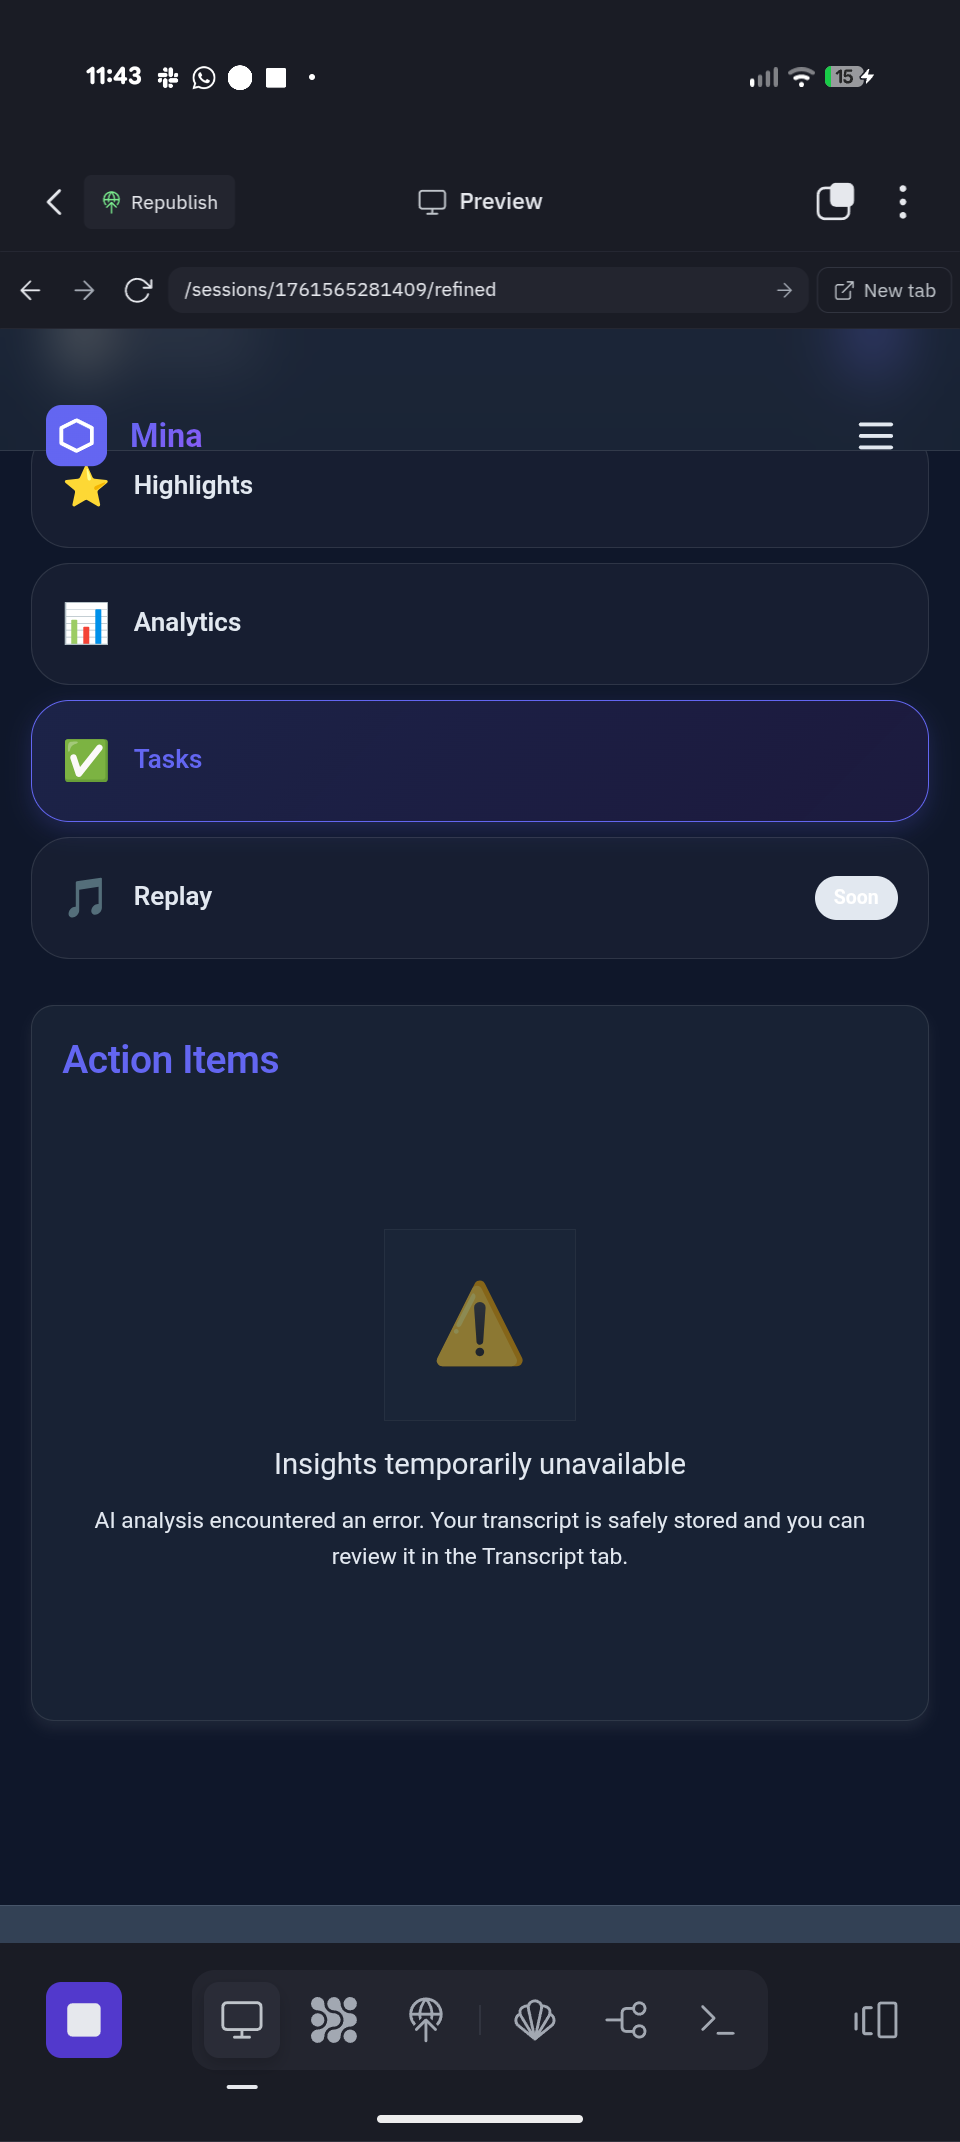 11:43
15
Republish
Preview
/sessions/1761565281409/refined
New tab
Mina
Highlights
Analytics
Tasks
Replay
Soon
Action Items
Insights temporarily unavailable
AI analysis encountered an error. Your transcript is safely stored and you can
review it in the Transcript tab.